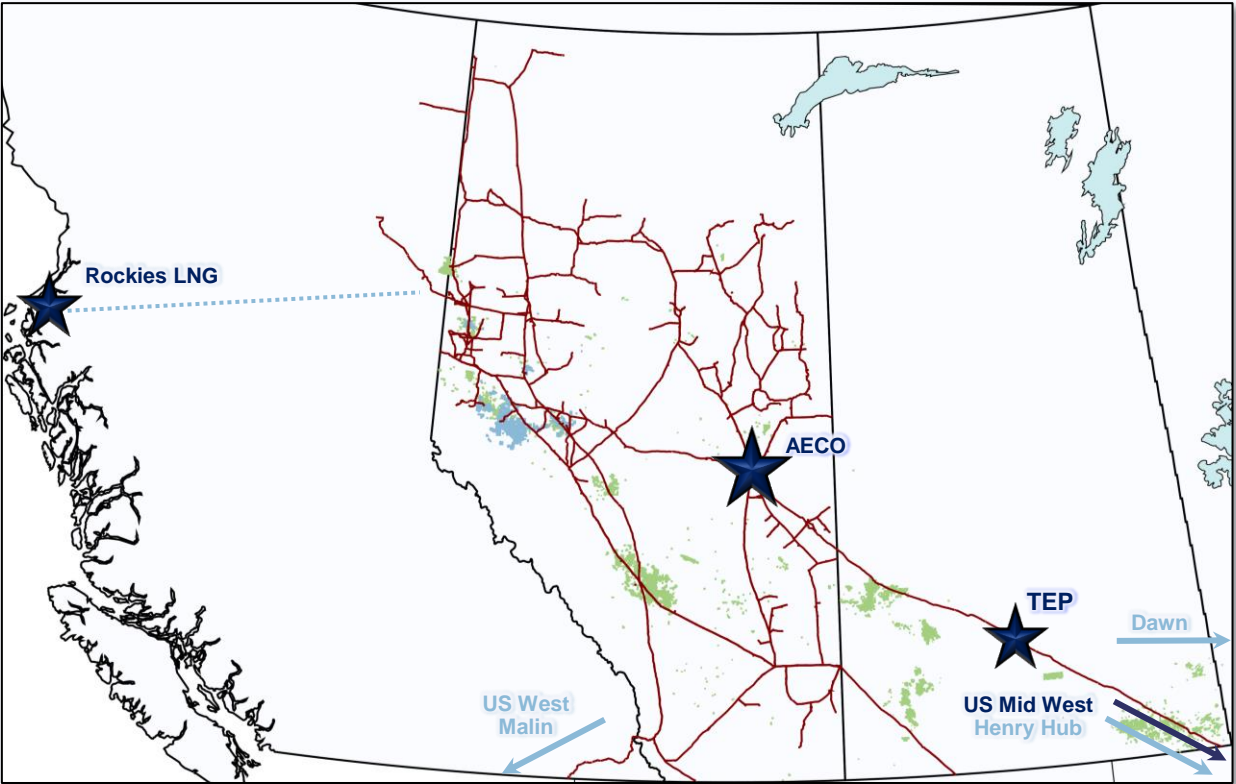 Rockies LNG
AECO
TEP
Dawn
US West
Malin
US Mid West
Henry Hub